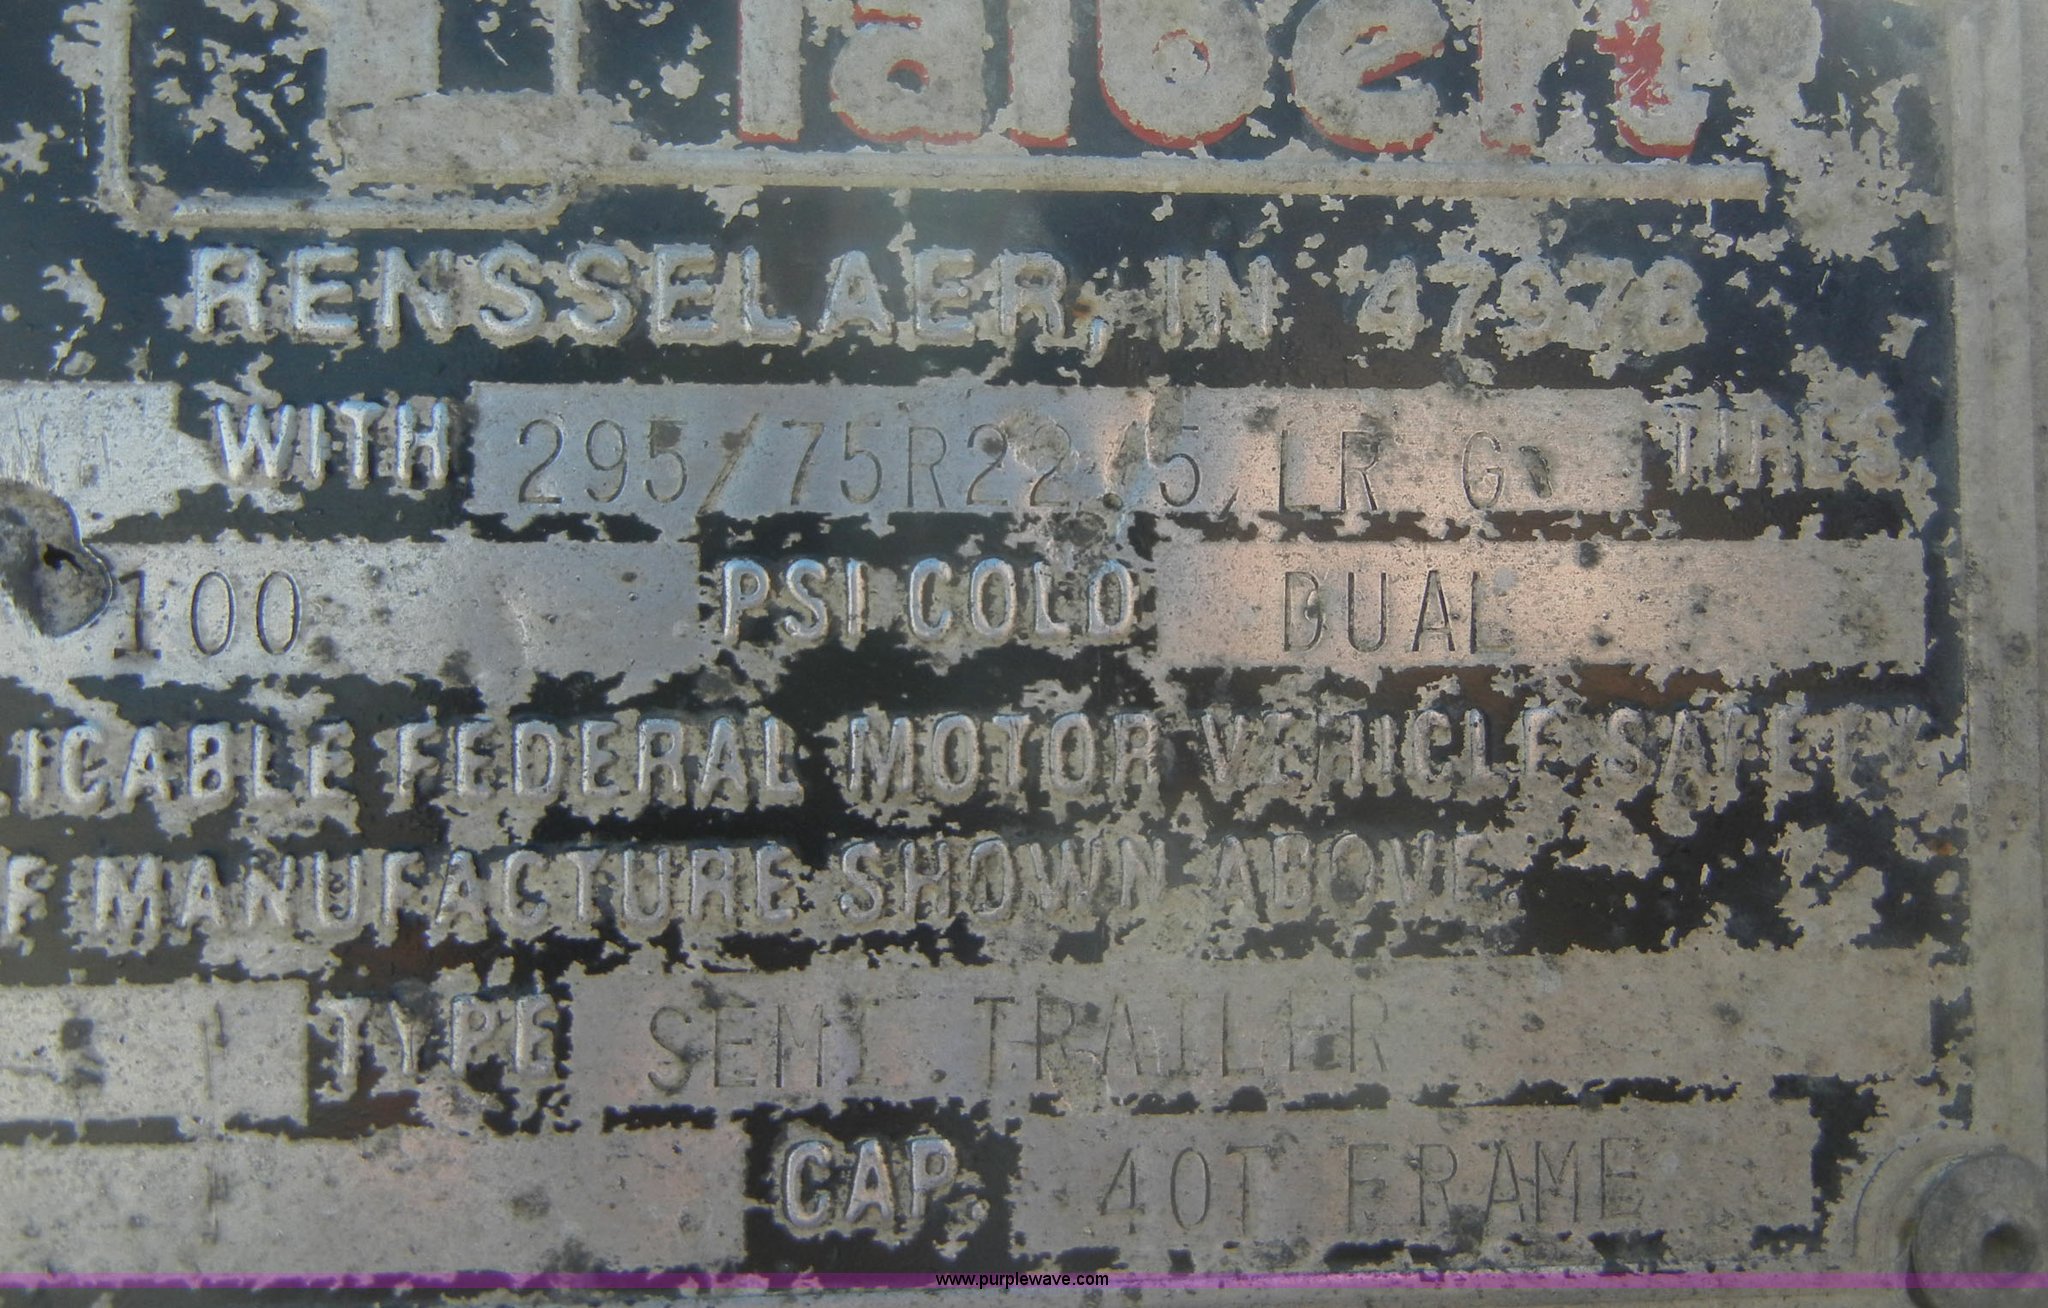 Talbert
RENSSELAER, IN 47978
WITH 295/75R22.5, LR G TIRES
100 PSI COLD DUAL
ICABLE FEDERAL MOTOR VEHICLE SAFETY
F MANUFACTURE SHOWN ABOVE.
TYPE SEMI TRAILER
CAP. 40T FRAME
www.purplewave.com